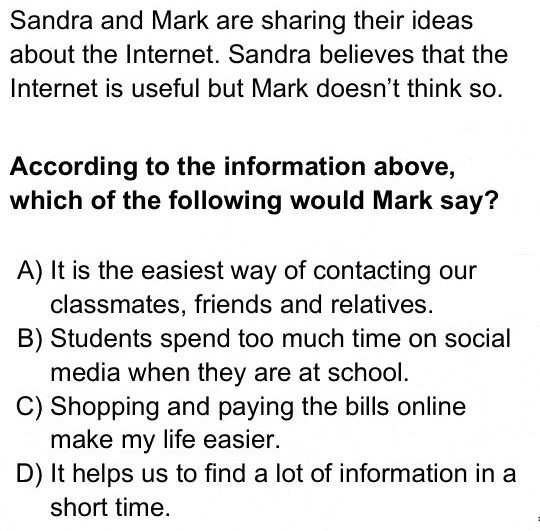 Sandra and Mark are sharing their ideas
about the Internet. Sandra believes that the
Internet is useful but Mark doesn’t think so.
According to the information above,
which of the following would Mark say?
A) It is the easiest way of contacting our
classmates, friends and relatives.
B) Students spend too much time on social
media when they are at school.
C) Shopping and paying the bills online
make my life easier.
D) It helps us to find a lot of information in a
short time.